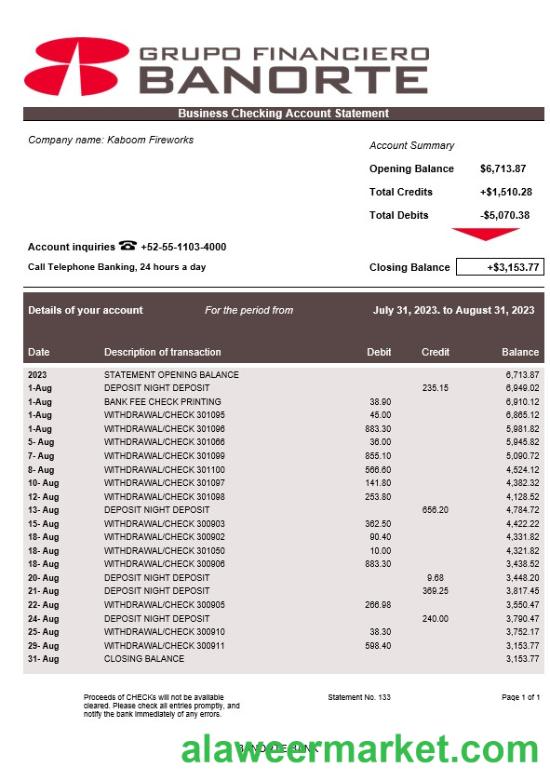 GRUPO FINANCIERO
BANORTE
Business Checking Account Statement
Company name: Kaboom Fireworks
Account Summary
Opening Balance $6,713.87
Total Credits +$1,510.28
Total Debits -$5,070.38
Account inquiries ☎ +52-55-1103-4000
Call Telephone Banking, 24 hours a day
Closing Balance +$3,153.77
Details of your account For the period from July 31, 2023. to August 31, 2023
Date Description of transaction Debit Credit Balance
2023 STATEMENT OPENING BALANCE 6,713.87
1-Aug DEPOSIT NIGHT DEPOSIT 235.15 6,949.02
1-Aug BANK FEE CHECK PRINTING 38.90 6,910.12
1-Aug WITHDRAWAL/CHECK 301095 45.00 6,865.12
1-Aug WITHDRAWAL/CHECK 301096 883.30 5,981.82
5- Aug WITHDRAWAL/CHECK 301066 36.00 5,945.82
7- Aug WITHDRAWAL/CHECK 301099 855.10 5,090.72
8- Aug WITHDRAWAL/CHECK 301100 566.60 4,524.12
10- Aug WITHDRAWAL/CHECK 301097 141.80 4,382.32
12- Aug WITHDRAWAL/CHECK 301098 253.80 4,128.52
13- Aug DEPOSIT NIGHT DEPOSIT 656.20 4,784.72
15- Aug WITHDRAWAL/CHECK 300903 362.50 4,422.22
18- Aug WITHDRAWAL/CHECK 300902 90.40 4,331.82
18- Aug WITHDRAWAL/CHECK 301050 10.00 4,321.82
18- Aug WITHDRAWAL/CHECK 300906 883.30 3,438.52
20- Aug DEPOSIT NIGHT DEPOSIT 9.68 3,448.20
21- Aug DEPOSIT NIGHT DEPOSIT 369.25 3,817.45
22- Aug WITHDRAWAL/CHECK 300905 266.98 3,550.47
24- Aug DEPOSIT NIGHT DEPOSIT 240.00 3,790.47
25- Aug WITHDRAWAL/CHECK 300910 38.30 3,752.17
29- Aug WITHDRAWAL/CHECK 300911 598.40 3,153.77
31- Aug CLOSING BALANCE 3,153.77
Proceeds of CHECKs will not be available
cleared. Please check all entries promptly, and
notify the bank immediately of any errors.
Statement No. 133
Page 1 of 1
BANORTE BANK
alaweermarket.com